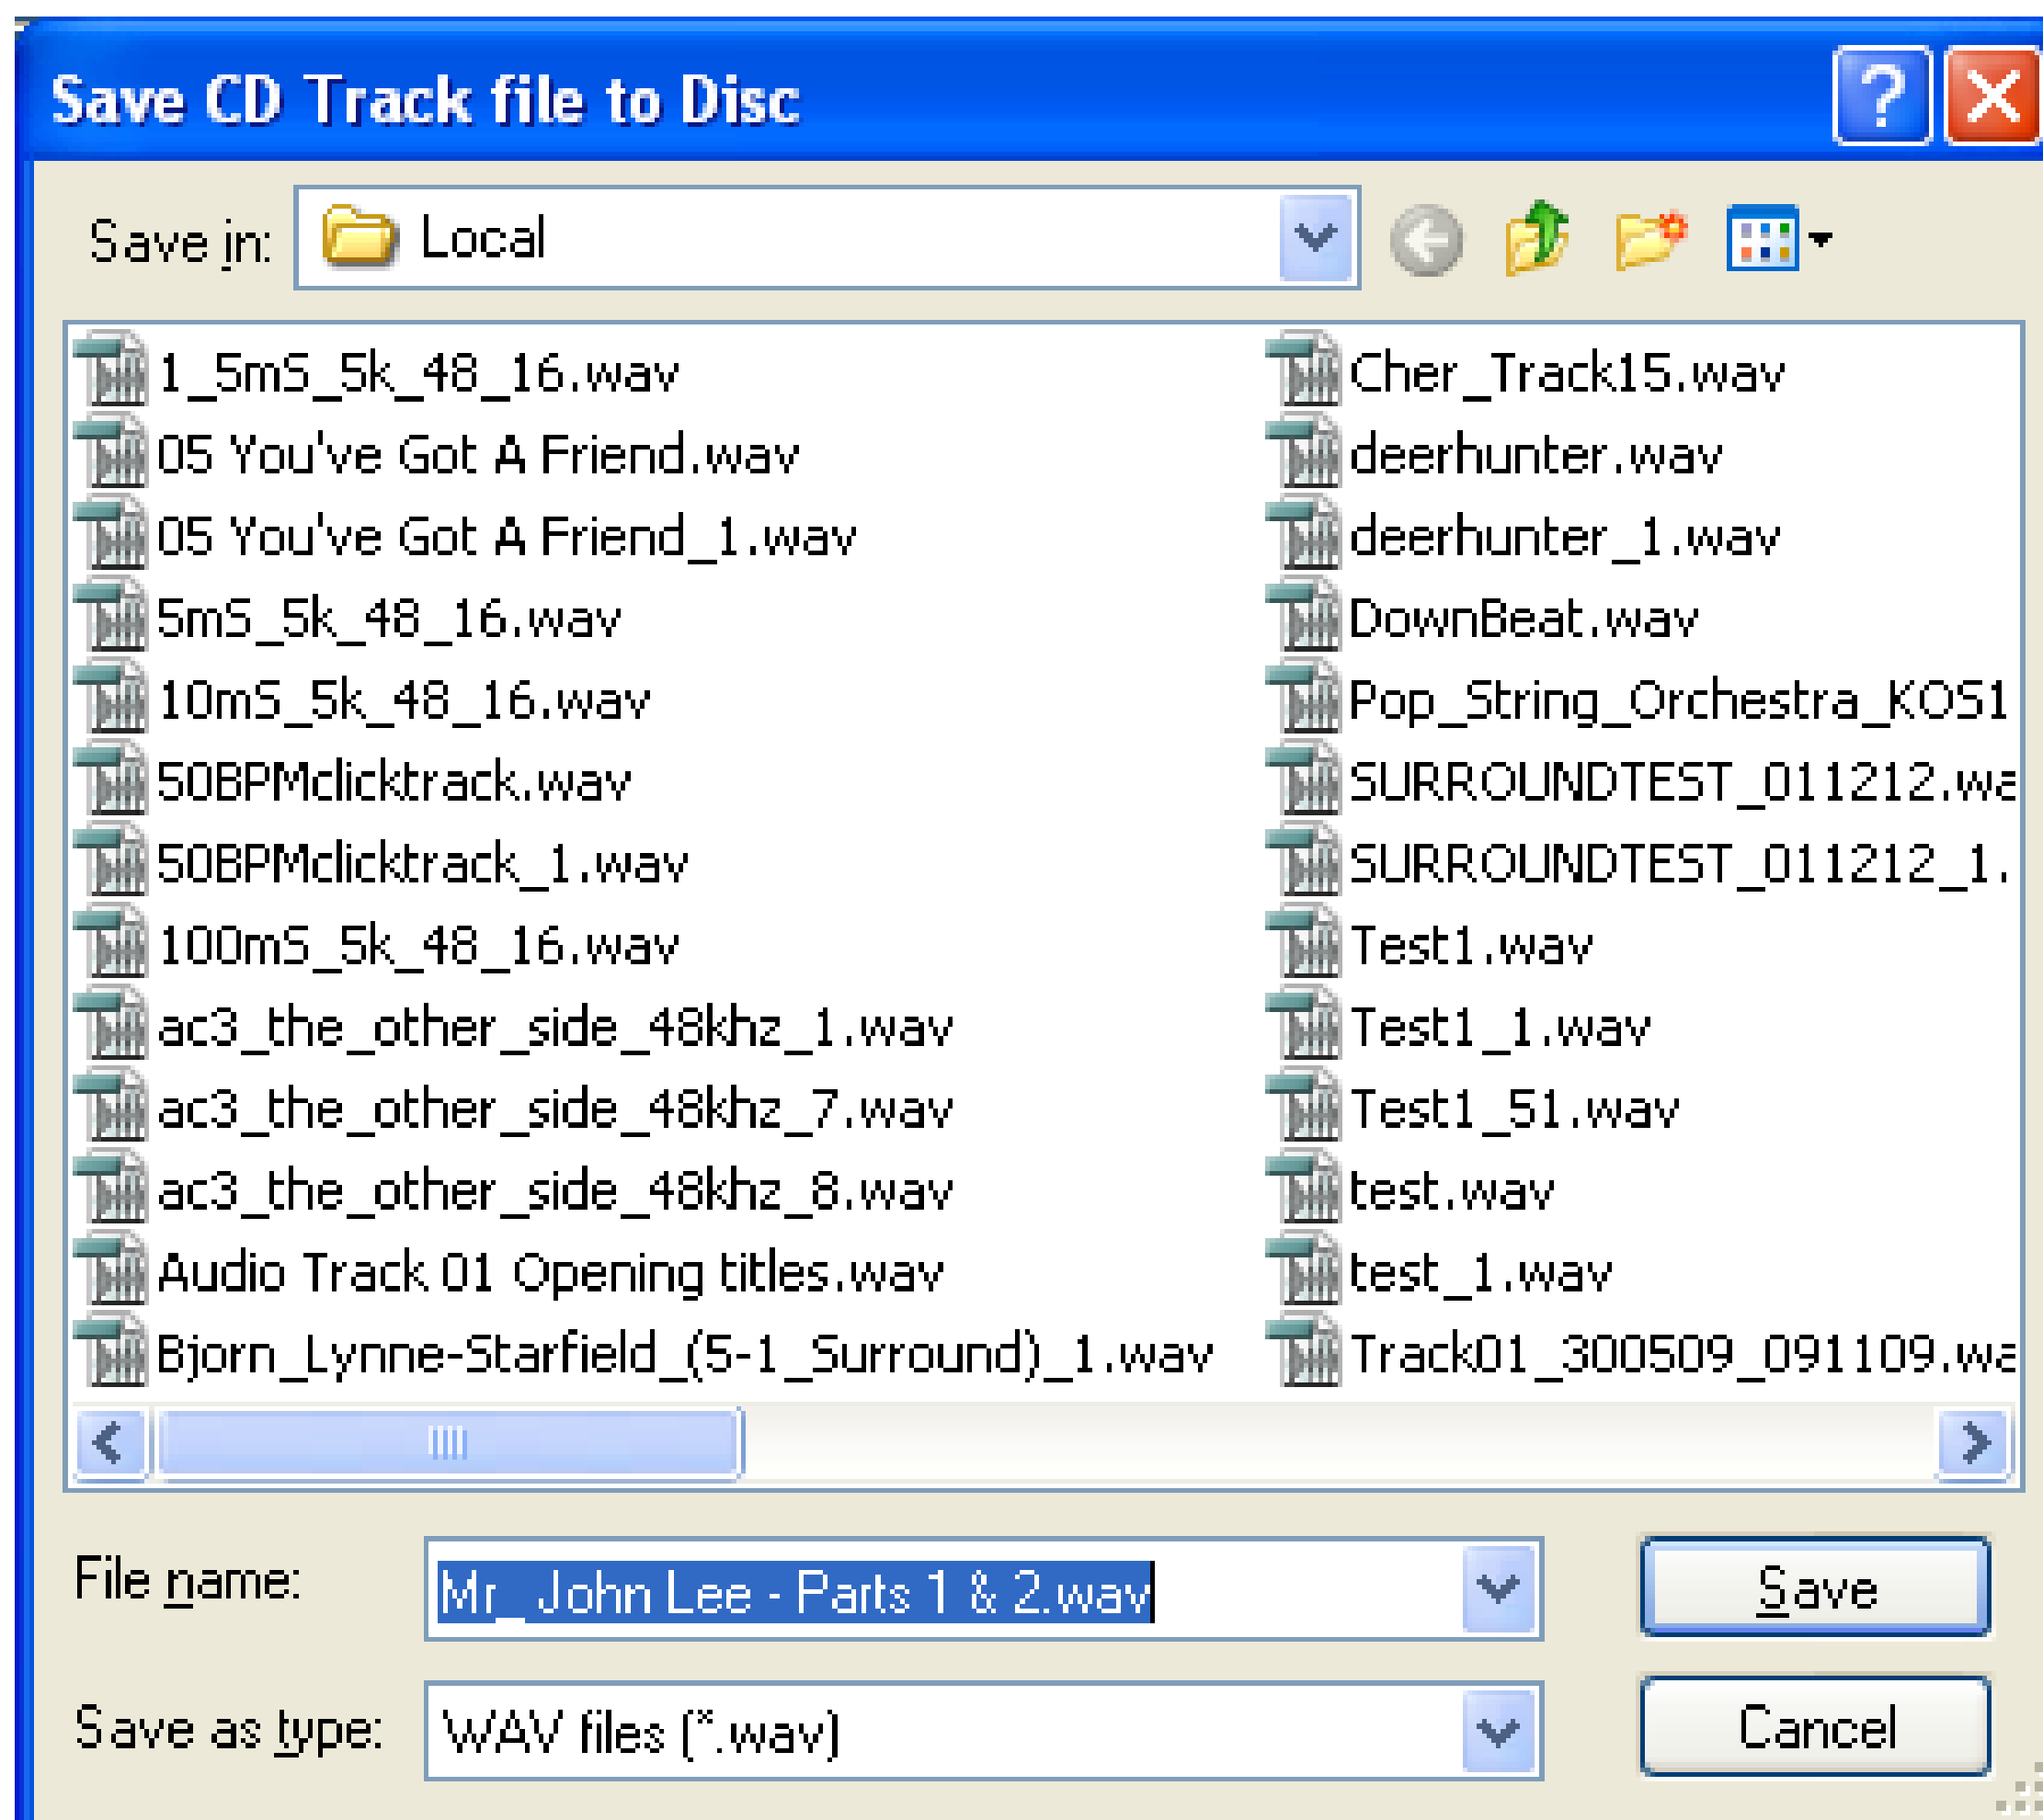 Save CD Track file to Disc
Save in: Local
1_5mS_5k_48_16.wav
05 You've Got A Friend.wav
05 You've Got A Friend_1.wav
5mS_5k_48_16.wav
10mS_5k_48_16.wav
50BPMclicktrack.wav
50BPMclicktrack_1.wav
100mS_5k_48_16.wav
ac3_the_other_side_48khz_1.wav
ac3_the_other_side_48khz_7.wav
ac3_the_other_side_48khz_8.wav
Audio Track 01 Opening titles.wav
Bjorn_Lynne-Starfield_(5-1_Surround)_1.wav
Cher_Track15.wav
deerhunter.wav
deerhunter_1.wav
DownBeat.wav
Pop_String_Orchestra_KOS1
SURROUNDTEST_011212.wa
SURROUNDTEST_011212_1.
Test1.wav
Test1_1.wav
Test1_51.wav
test.wav
test_1.wav
Track01_300509_091109.wa
File name: Mr_ John Lee - Parts 1 & 2.wav Save
Save as type: WAV files (*.wav) Cancel